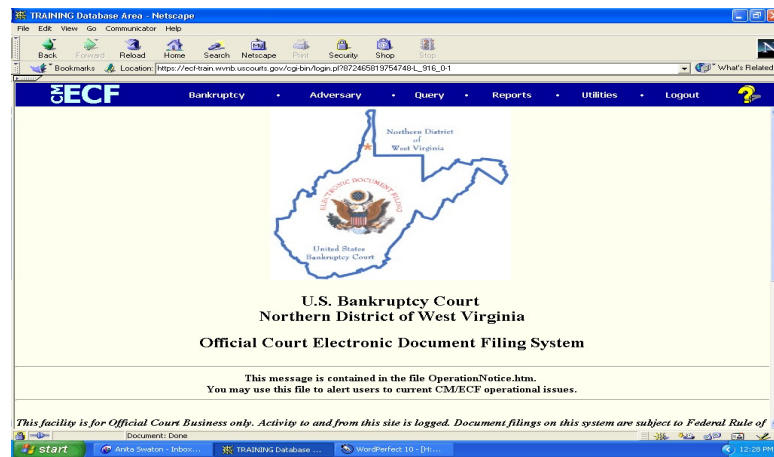 TRAINING Database Area - Netscape
File Edit View Go Communicator Help
Back Forward Reload Home Search Netscape Print Security Shop Stop
Bookmarks Location: https://ecf-train.wvnb.uscourts.gov/cgi-bin/login.pl?872465819754748-L_916_0-1 What's Related
CM ECF Bankruptcy • Adversary • Query • Reports • Utilities • Logout ?
Northern District
of
West Virginia
ELECTRONIC DOCUMENT FILING
United States
Bankruptcy Court
U.S. Bankruptcy Court
Northern District of West Virginia
Official Court Electronic Document Filing System
This message is contained in the file OperationNotice.htm.
You may use this file to alert users to current CM/ECF operational issues.
This facility is for Official Court Business only. Activity to and from this site is logged. Document filings on this system are subject to Federal Rule of
Document: Done
start Anita Swaton - Inbox... TRAINING Database ... WordPerfect 10 - [H:... 12:28 PM